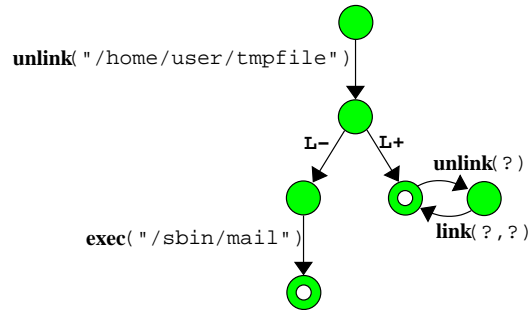 unlink("/home/user/tmpfile")
L- L+
unlink(?)
link(?,?)
exec("/sbin/mail")